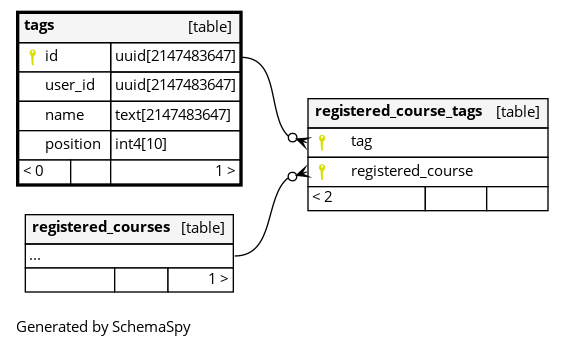 tags [table]
id uuid[2147483647]
user_id uuid[2147483647]
name text[2147483647]
position int4[10]
< 0 1 >
registered_course_tags [table]
tag
registered_course
< 2
registered_courses [table]
...
1 >
Generated by SchemaSpy